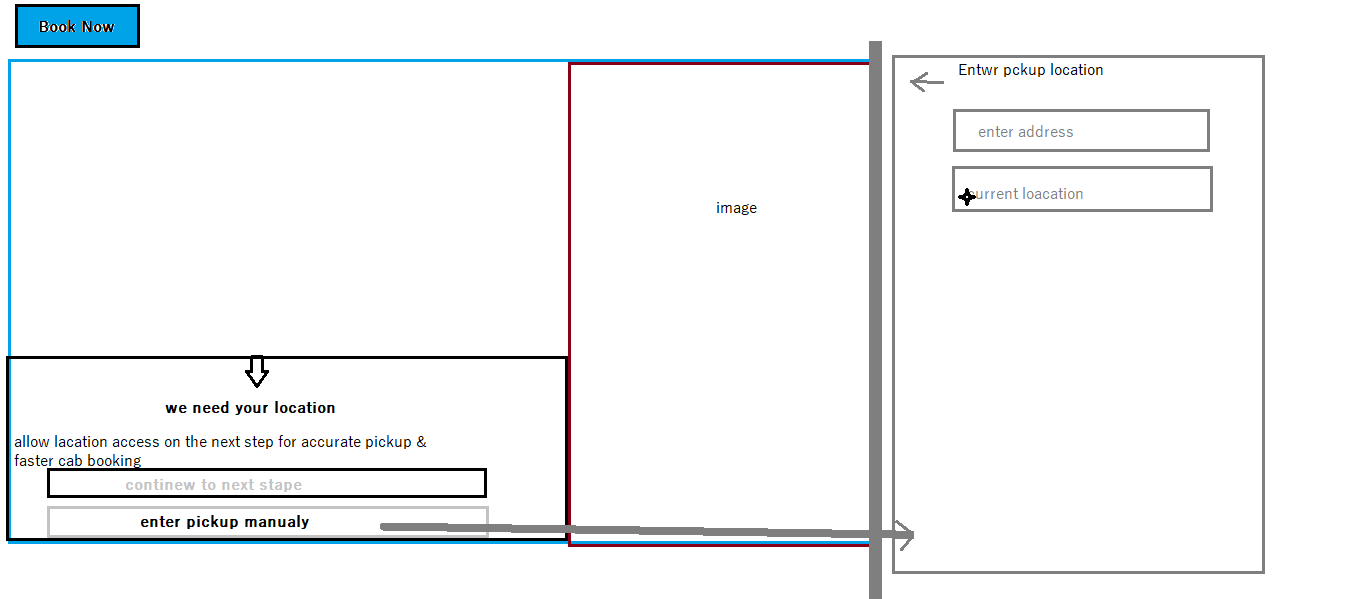 Book Now
image
we need your location
allow lacation access on the next step for accurate pickup &
faster cab booking
continew to next stape
enter pickup manualy
Entwr pckup location
enter address
current loacation